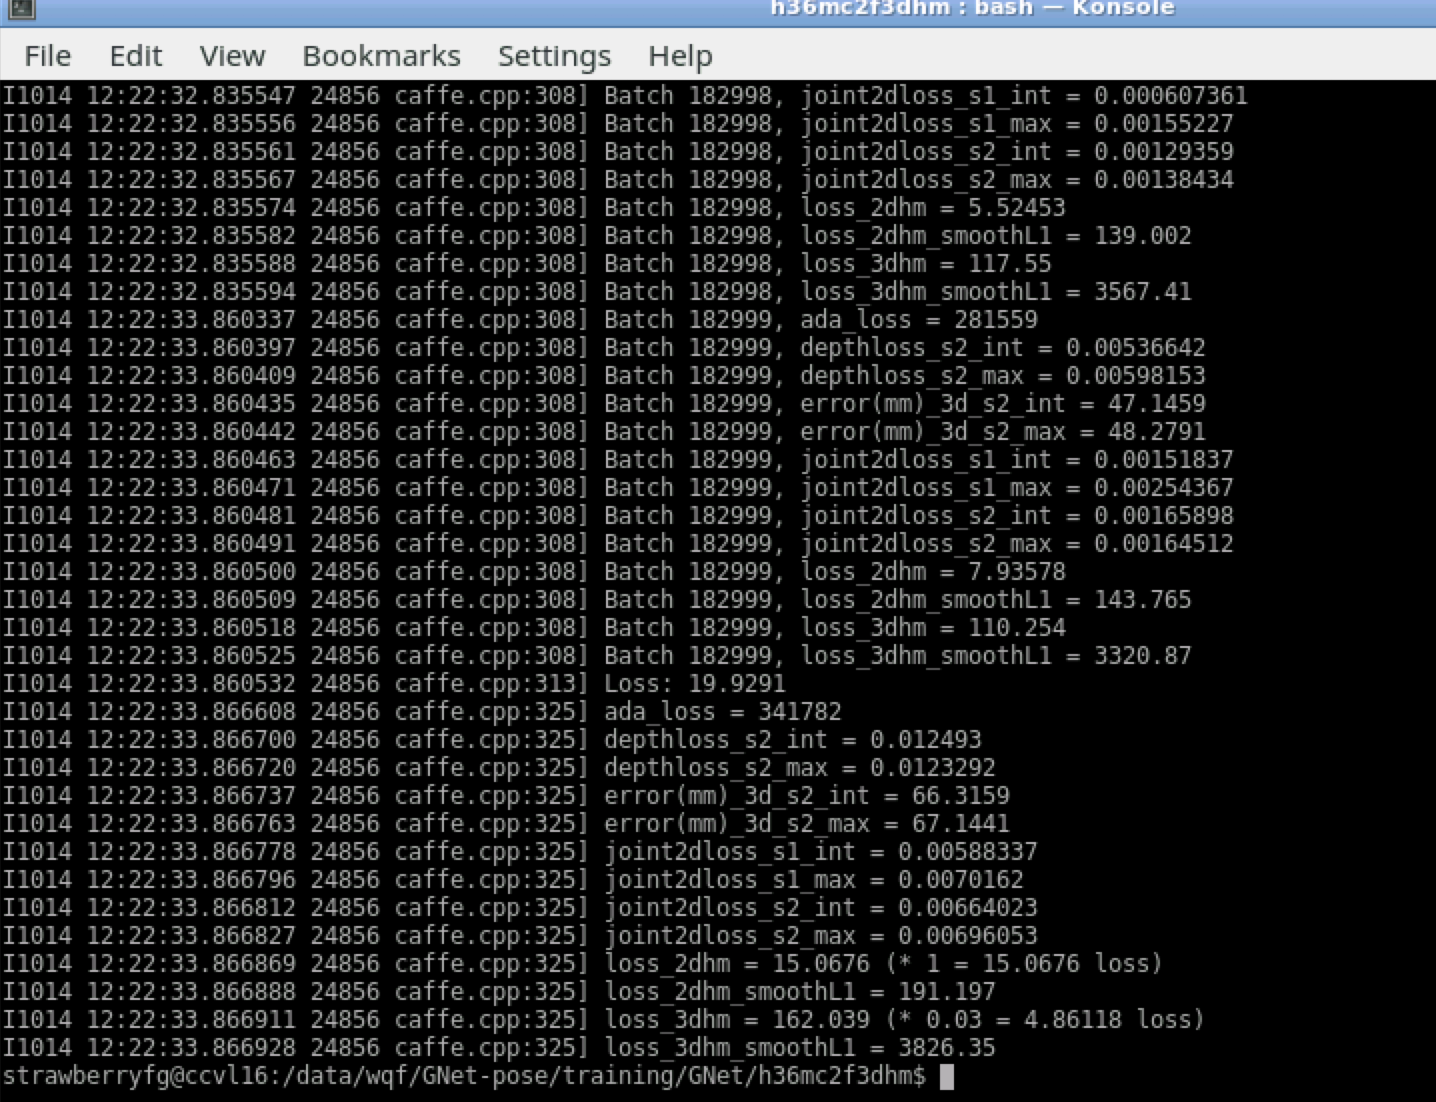 h36mc2f3dhm : bash — Konsole
File Edit View Bookmarks Settings Help
I1014 12:22:32.835547 24856 caffe.cpp:308] Batch 182998, joint2dloss_s1_int = 0.000607361
I1014 12:22:32.835556 24856 caffe.cpp:308] Batch 182998, joint2dloss_s1_max = 0.00155227
I1014 12:22:32.835561 24856 caffe.cpp:308] Batch 182998, joint2dloss_s2_int = 0.00129359
I1014 12:22:32.835567 24856 caffe.cpp:308] Batch 182998, joint2dloss_s2_max = 0.00138434
I1014 12:22:32.835574 24856 caffe.cpp:308] Batch 182998, loss_2dhm = 5.52453
I1014 12:22:32.835582 24856 caffe.cpp:308] Batch 182998, loss_2dhm_smoothL1 = 139.002
I1014 12:22:32.835588 24856 caffe.cpp:308] Batch 182998, loss_3dhm = 117.55
I1014 12:22:32.835594 24856 caffe.cpp:308] Batch 182998, loss_3dhm_smoothL1 = 3567.41
I1014 12:22:33.860337 24856 caffe.cpp:308] Batch 182999, ada_loss = 281559
I1014 12:22:33.860397 24856 caffe.cpp:308] Batch 182999, depthloss_s2_int = 0.00536642
I1014 12:22:33.860409 24856 caffe.cpp:308] Batch 182999, depthloss_s2_max = 0.00598153
I1014 12:22:33.860435 24856 caffe.cpp:308] Batch 182999, error(mm)_3d_s2_int = 47.1459
I1014 12:22:33.860442 24856 caffe.cpp:308] Batch 182999, error(mm)_3d_s2_max = 48.2791
I1014 12:22:33.860463 24856 caffe.cpp:308] Batch 182999, joint2dloss_s1_int = 0.00151837
I1014 12:22:33.860471 24856 caffe.cpp:308] Batch 182999, joint2dloss_s1_max = 0.00254367
I1014 12:22:33.860481 24856 caffe.cpp:308] Batch 182999, joint2dloss_s2_int = 0.00165898
I1014 12:22:33.860491 24856 caffe.cpp:308] Batch 182999, joint2dloss_s2_max = 0.00164512
I1014 12:22:33.860500 24856 caffe.cpp:308] Batch 182999, loss_2dhm = 7.93578
I1014 12:22:33.860509 24856 caffe.cpp:308] Batch 182999, loss_2dhm_smoothL1 = 143.765
I1014 12:22:33.860518 24856 caffe.cpp:308] Batch 182999, loss_3dhm = 110.254
I1014 12:22:33.860525 24856 caffe.cpp:308] Batch 182999, loss_3dhm_smoothL1 = 3320.87
I1014 12:22:33.860532 24856 caffe.cpp:313] Loss: 19.9291
I1014 12:22:33.866608 24856 caffe.cpp:325] ada_loss = 341782
I1014 12:22:33.866700 24856 caffe.cpp:325] depthloss_s2_int = 0.012493
I1014 12:22:33.866720 24856 caffe.cpp:325] depthloss_s2_max = 0.0123292
I1014 12:22:33.866737 24856 caffe.cpp:325] error(mm)_3d_s2_int = 66.3159
I1014 12:22:33.866763 24856 caffe.cpp:325] error(mm)_3d_s2_max = 67.1441
I1014 12:22:33.866778 24856 caffe.cpp:325] joint2dloss_s1_int = 0.00588337
I1014 12:22:33.866796 24856 caffe.cpp:325] joint2dloss_s1_max = 0.0070162
I1014 12:22:33.866812 24856 caffe.cpp:325] joint2dloss_s2_int = 0.00664023
I1014 12:22:33.866827 24856 caffe.cpp:325] joint2dloss_s2_max = 0.00696053
I1014 12:22:33.866869 24856 caffe.cpp:325] loss_2dhm = 15.0676 (* 1 = 15.0676 loss)
I1014 12:22:33.866888 24856 caffe.cpp:325] loss_2dhm_smoothL1 = 191.197
I1014 12:22:33.866911 24856 caffe.cpp:325] loss_3dhm = 162.039 (* 0.03 = 4.86118 loss)
I1014 12:22:33.866928 24856 caffe.cpp:325] loss_3dhm_smoothL1 = 3826.35
strawberryfg@ccvl16:/data/wqf/GNet-pose/training/GNet/h36mc2f3dhm$